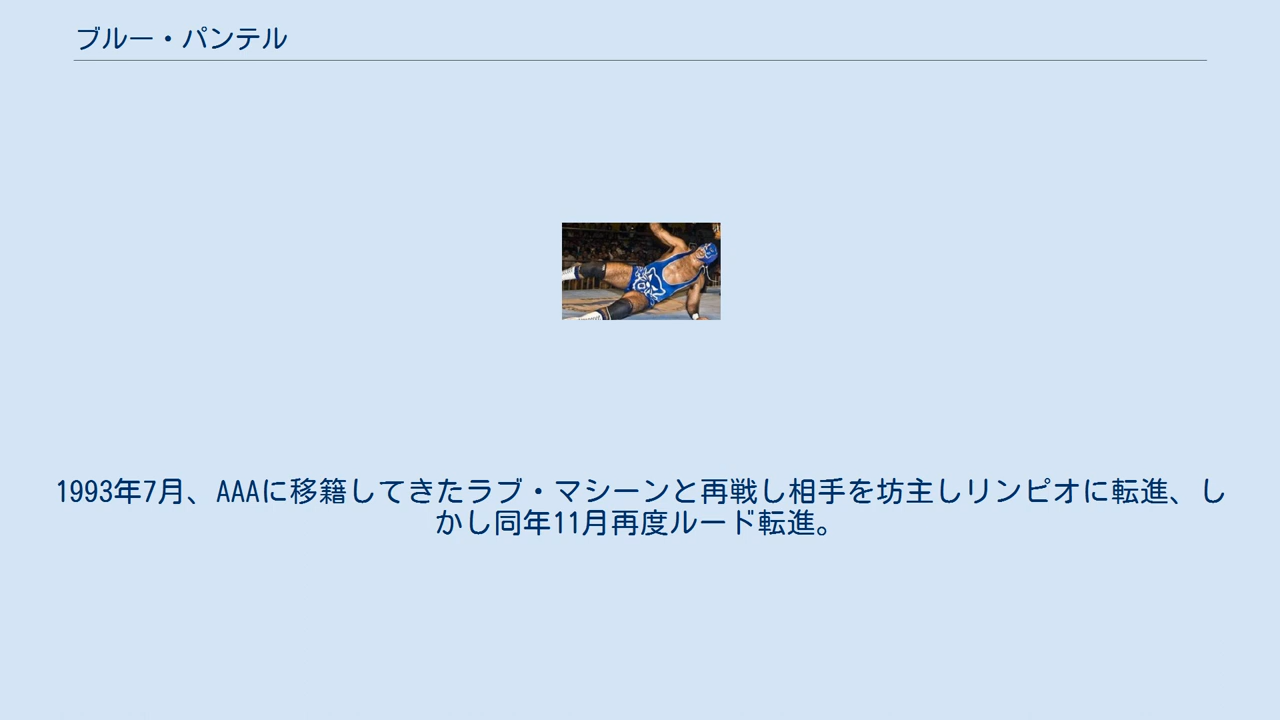 ブルー・パンテル
1993年7月、AAAに移籍してきたラブ・マシーンと再戦し相手を坊主しリンピオに転進、し
かし同年11月再度ルード転進。